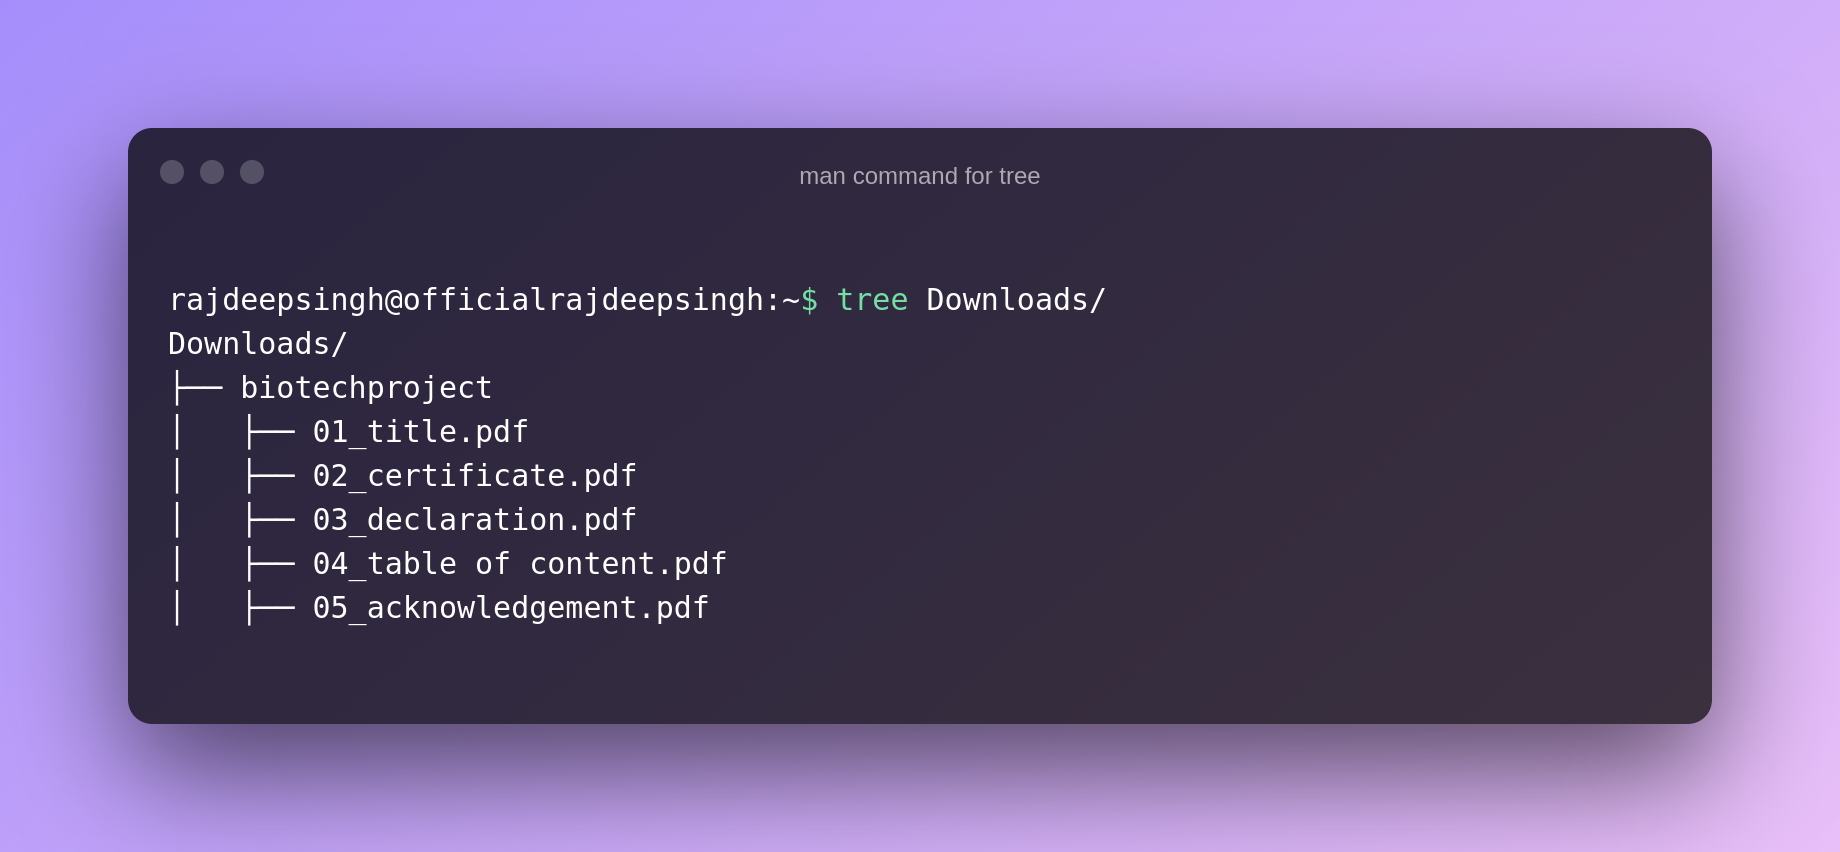 man command for tree
rajdeepsingh@officialrajdeepsingh:~$ tree Downloads/
Downloads/
├── biotechproject
│   ├── 01_title.pdf
│   ├── 02_certificate.pdf
│   ├── 03_declaration.pdf
│   ├── 04_table of content.pdf
│   ├── 05_acknowledgement.pdf